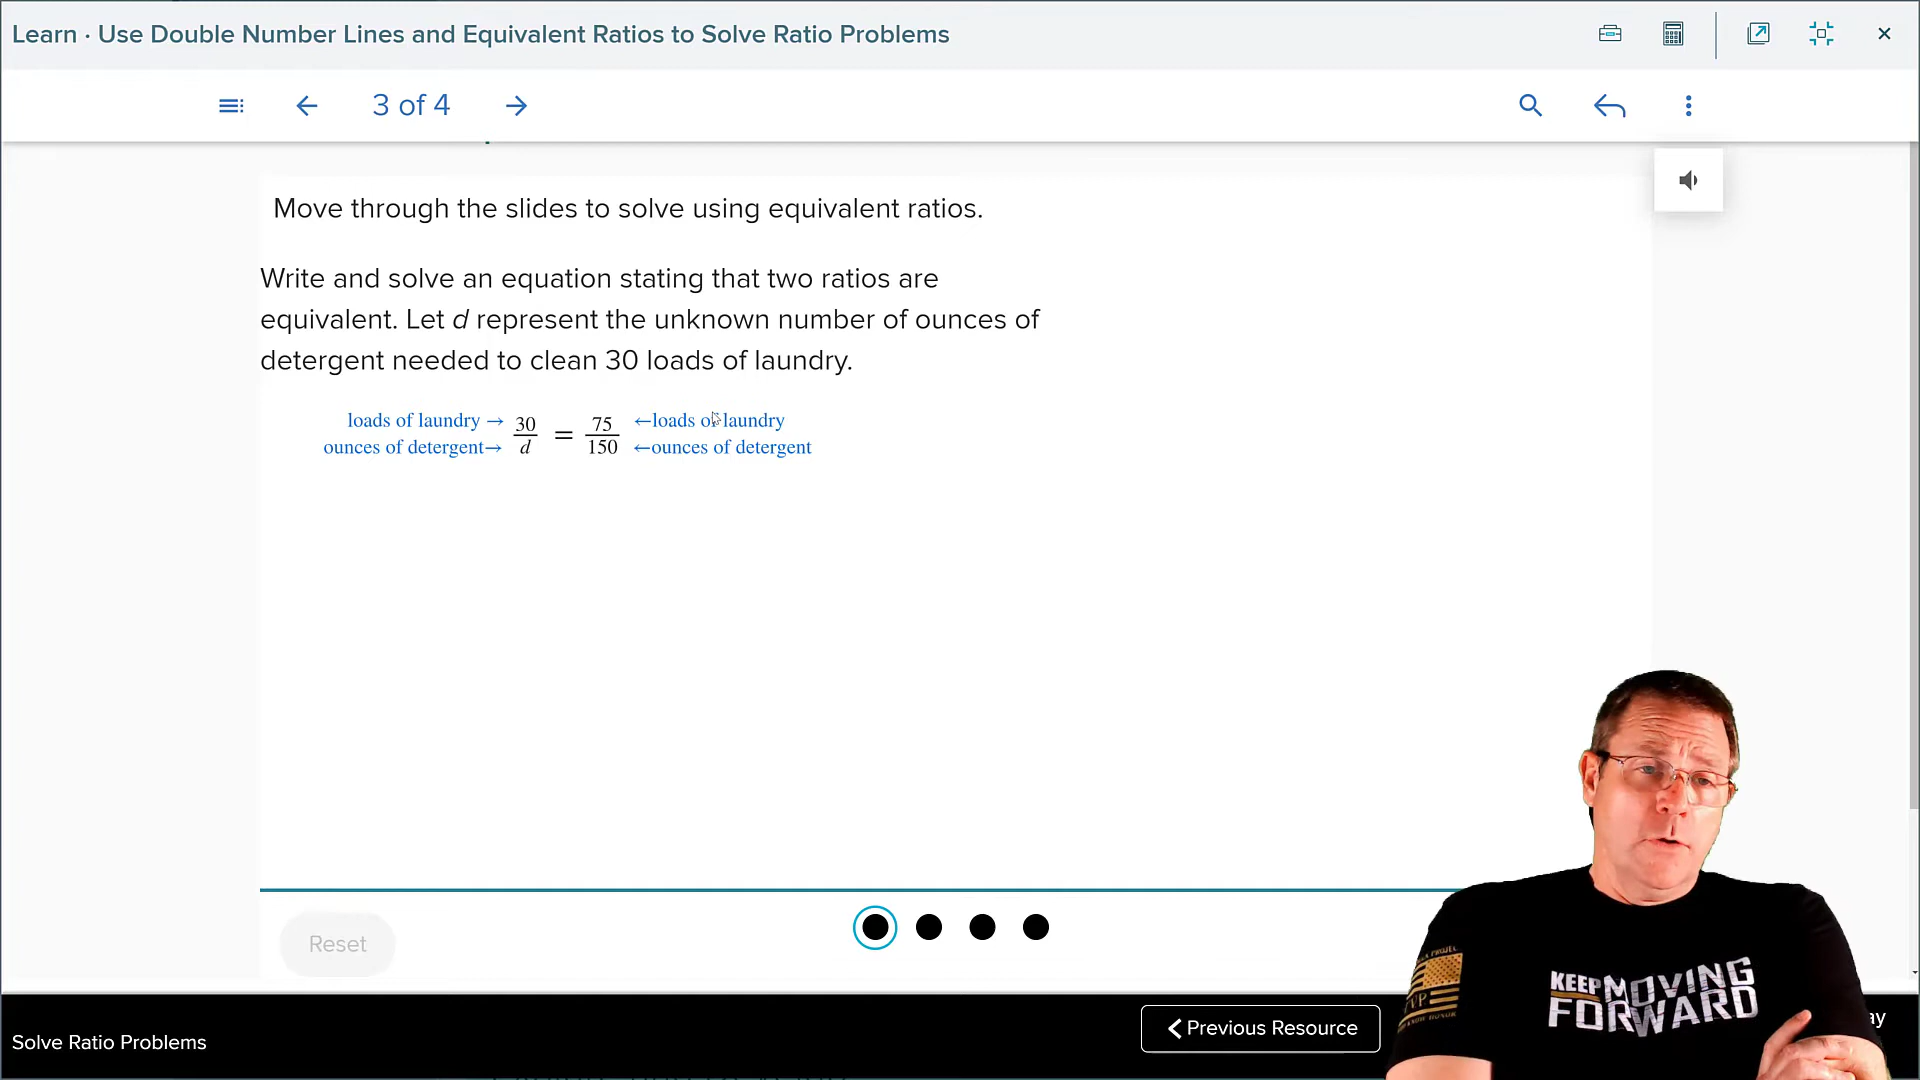 Learn · Use Double Number Lines and Equivalent Ratios to Solve Ratio Problems
3 of 4
Move through the slides to solve using equivalent ratios.
Write and solve an equation stating that two ratios are
equivalent. Let d represent the unknown number of ounces of
detergent needed to clean 30 loads of laundry.
loads of laundry → 30 = 75 ←loads of laundry
ounces of detergent→ d 150 ←ounces of detergent
Reset
KEEP MOVING
FORWARD
Previous Resource
Solve Ratio Problems